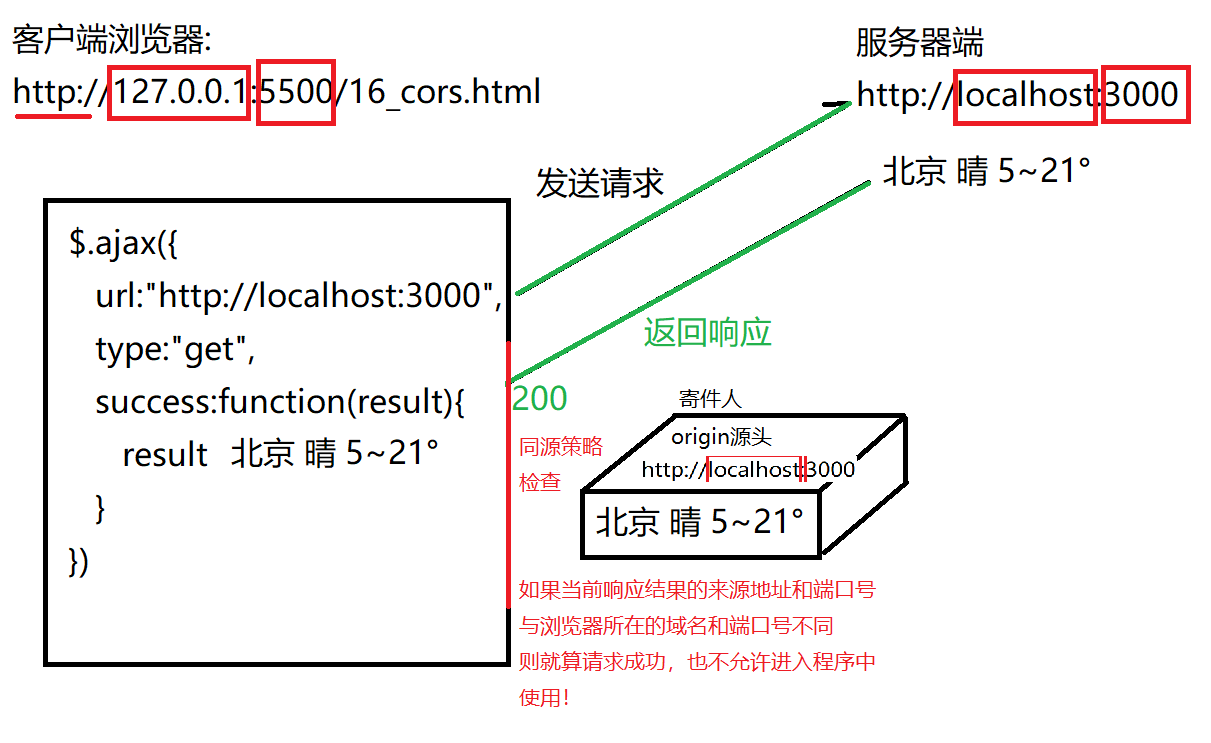 客户端浏览器:
http://127.0.0.1:5500/16_cors.html
服务器端
http://localhost:3000
北京 晴 5~21°
发送请求
$.ajax({
url:"http://localhost:3000",
type:"get",
success:function(result){
result 北京 晴 5~21°
}
})
返回响应
200
同源策略
检查
寄件人
origin源头
http://localhost:3000
北京 晴 5~21°
如果当前响应结果的来源地址和端口号
与浏览器所在的域名和端口号不同
则就算请求成功，也不允许进入程序中
使用！